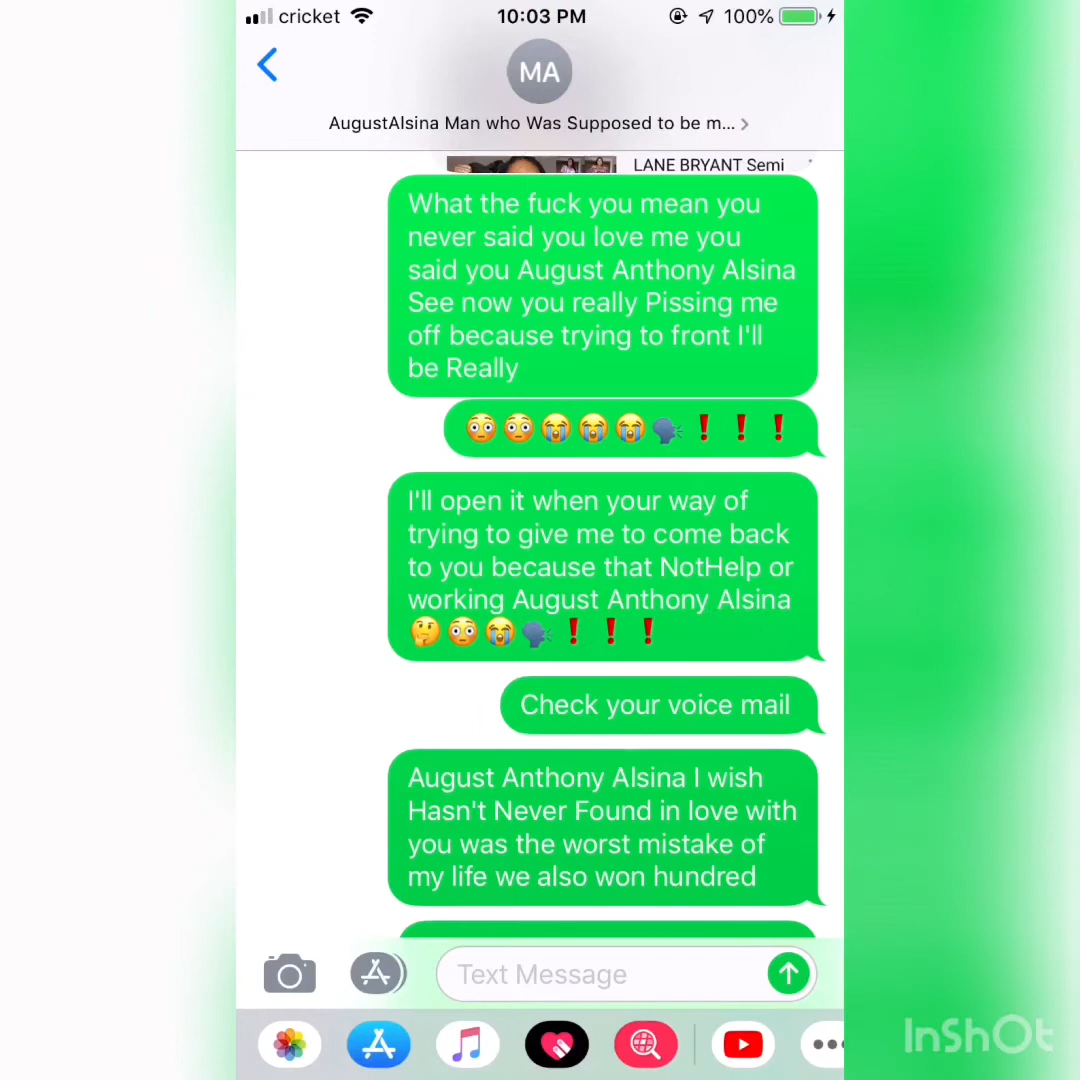 cricket 10:03 PM 100%
MA
AugustAlsina Man who Was Supposed to be m... >
LANE BRYANT Semi
What the fuck you mean you
never said you love me you
said you August Anthony Alsina
See now you really Pissing me
off because trying to front I'll
be Really
😳😳😭😭😭🗣❗❗❗
I'll open it when your way of
trying to give me to come back
to you because that NotHelp or
working August Anthony Alsina
🤔😳😭🗣❗❗❗
Check your voice mail
August Anthony Alsina I wish
Hasn't Never Found in love with
you was the worst mistake of
my life we also won hundred
Text Message
InShOt